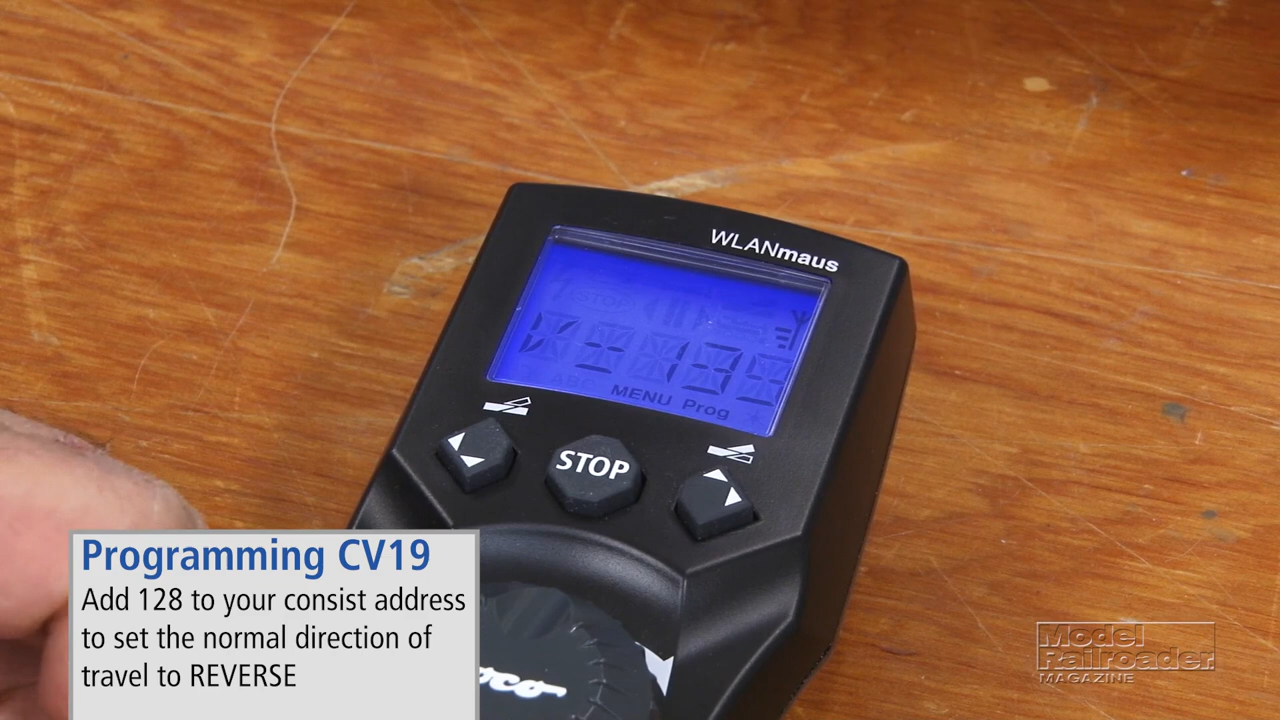 WLANmaus
STOP
ABC MENU Prog
STOP
Programming CV19
Add 128 to your consist address
to set the normal direction of
travel to REVERSE
Model
Railroader
MAGAZINE